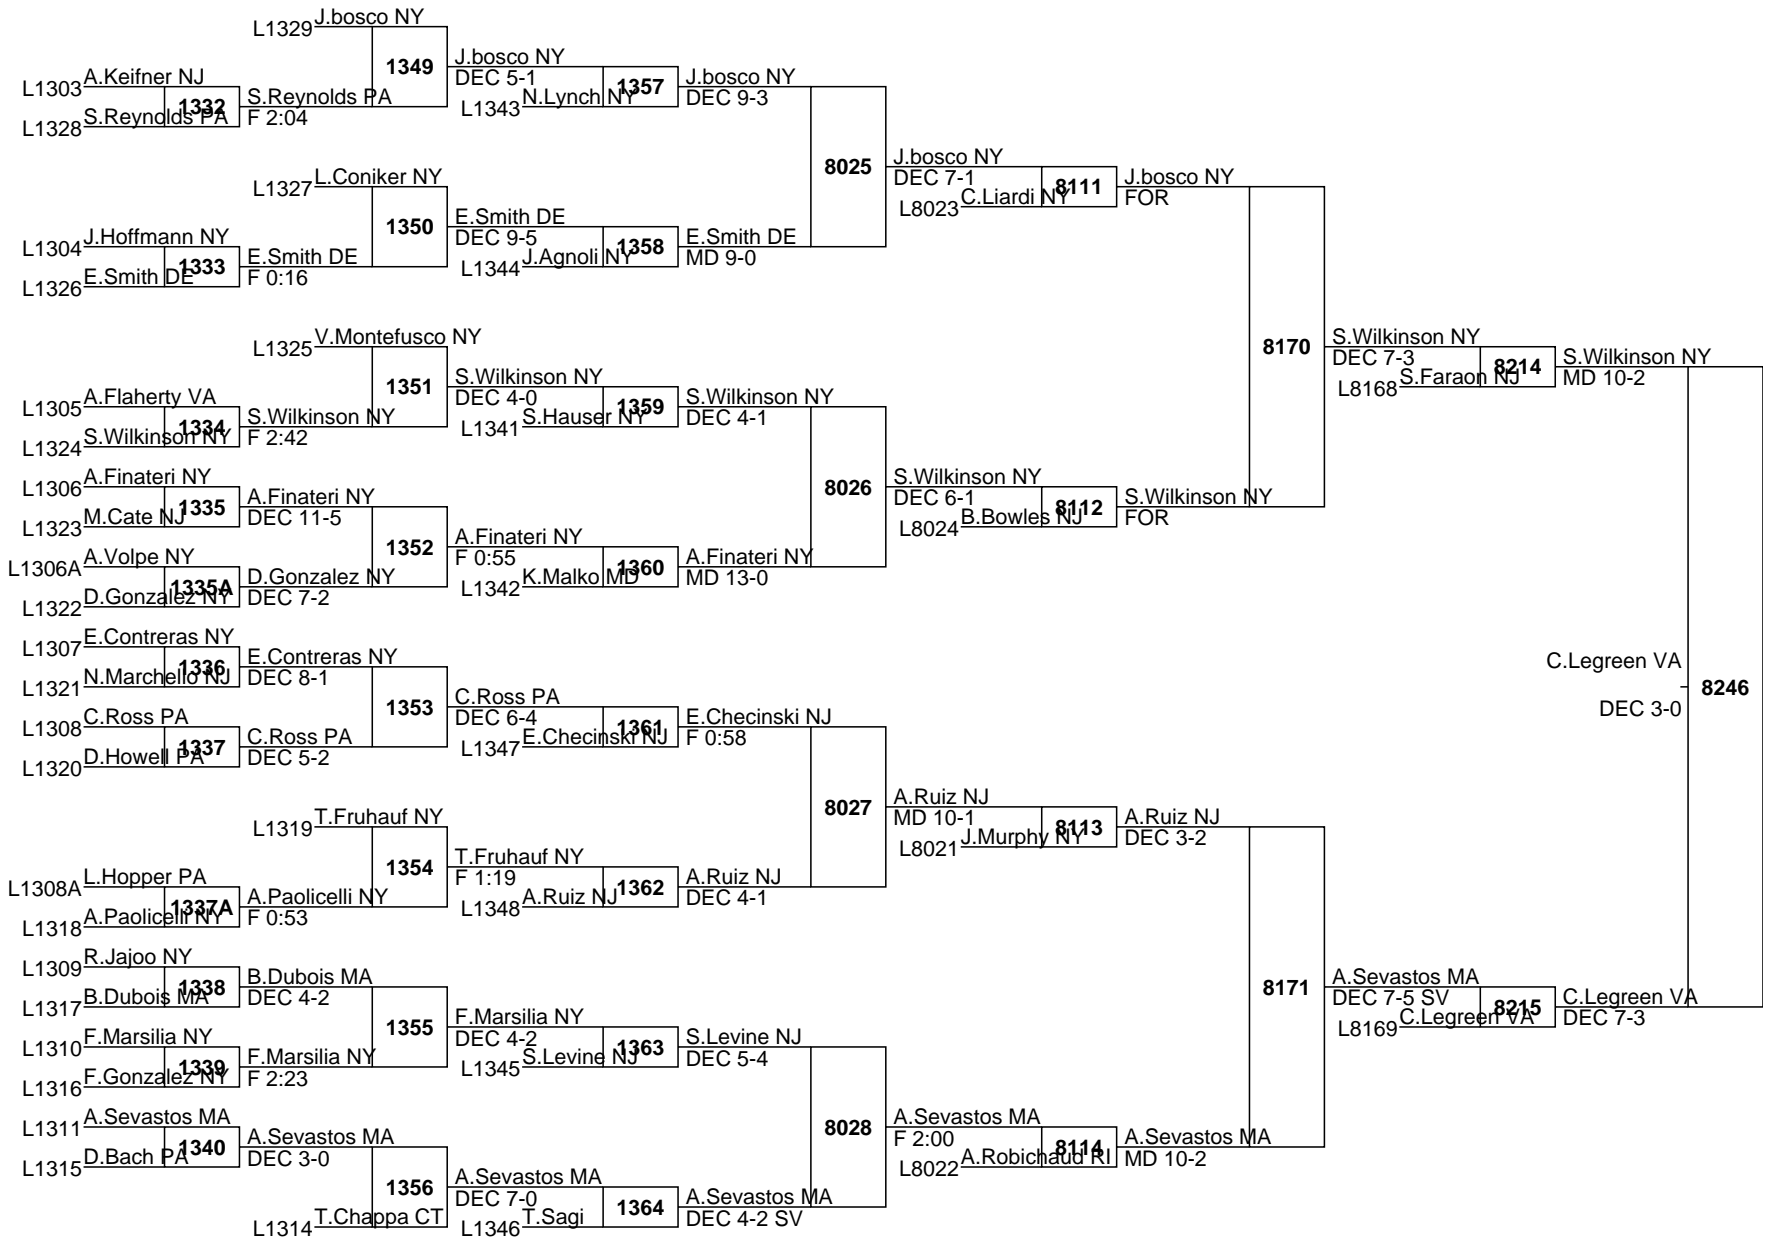 L1329 J.bosco NY
1349
J.bosco NY
DEC 5-1
L1303 A.Keifner NJ
1332
L1328 S.Reynolds PA
S.Reynolds PA
F 2:04
L1343 N.Lynch NY
1357
J.bosco NY
DEC 9-3
8025
L1327 L.Coniker NY
1350
L1304 J.Hoffmann NY
1333
L1326 E.Smith DE
E.Smith DE
F 0:16
E.Smith DE
DEC 9-5
L1344 J.Agnoli NY
1358
E.Smith DE
MD 9-0
J.bosco NY
DEC 7-1
L8023 C.Liardi NY
8111
J.bosco NY
FOR
L1325 V.Montefusco NY
1351
L1305 A.Flaherty VA
1334
L1324 S.Wilkinson NY
S.Wilkinson NY
F 2:42
S.Wilkinson NY
DEC 4-0
L1341 S.Hauser NY
1359
S.Wilkinson NY
DEC 4-1
8026
L1306 A.Finateri NY
1335
L1323 M.Cate NJ
A.Finateri NY
DEC 11-5
1352
L1306A A.Volpe NY
1335A
L1322 D.Gonzalez NY
D.Gonzalez NY
DEC 7-2
A.Finateri NY
F 0:55
L1342 K.Malko MD
1360
A.Finateri NY
MD 13-0
S.Wilkinson NY
DEC 6-1
L8024 B.Bowles NJ
8112
S.Wilkinson NY
FOR
8170
S.Wilkinson NY
DEC 7-3
L8168 S.Faraon NJ
8214
S.Wilkinson NY
MD 10-2
L1307 E.Contreras NY
1336
L1321 N.Marchello NJ
E.Contreras NY
DEC 8-1
1353
L1308 C.Ross PA
1337
L1320 D.Howell PA
C.Ross PA
DEC 5-2
C.Ross PA
DEC 6-4
L1347 E.Checinski NJ
1361
E.Checinski NJ
F 0:58
8027
C.Legreen VA
DEC 3-0
8246
L1319 T.Fruhauf NY
1354
L1308A L.Hopper PA
1337A
L1318 A.Paolicelli NY
A.Paolicelli NY
F 0:53
T.Fruhauf NY
F 1:19
L1348 A.Ruiz NJ
1362
A.Ruiz NJ
DEC 4-1
A.Ruiz NJ
MD 10-1
L8021 J.Murphy NY
8113
A.Ruiz NJ
DEC 3-2
L1309 R.Jajoo NY
1338
L1317 B.Dubois MA
B.Dubois MA
DEC 4-2
1355
L1310 F.Marsilia NY
1339
L1316 F.Gonzalez NY
F.Marsilia NY
F 2:23
F.Marsilia NY
DEC 4-2
L1345 S.Levine NJ
1363
S.Levine NJ
DEC 5-4
8028
8171
A.Sevastos MA
DEC 7-5 SV
L8169 C.Legreen VA
8215
C.Legreen VA
DEC 7-3
L1311 A.Sevastos MA
1340
L1315 D.Bach PA
A.Sevastos MA
DEC 3-0
1356
L1314 T.Chappa CT
A.Sevastos MA
DEC 7-0
L1346 T.Sagi
1364
A.Sevastos MA
DEC 4-2 SV
A.Sevastos MA
F 2:00
L8022 A.Robichaud RI
8114
A.Sevastos MA
MD 10-2